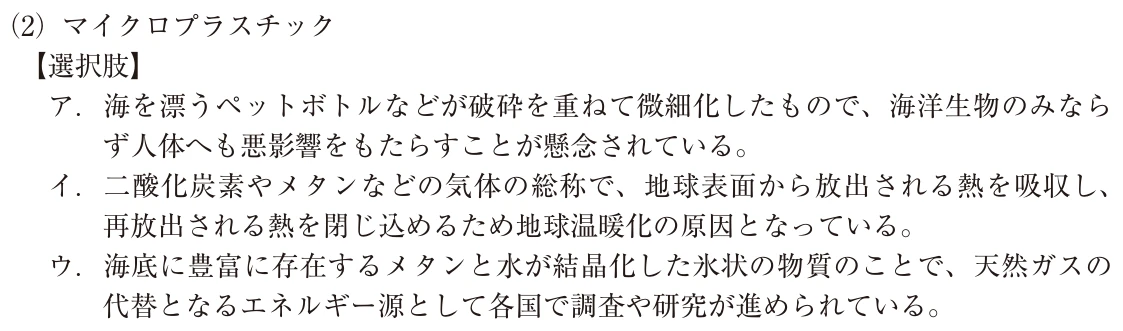 (2) マイクロプラスチック
【選択肢】
ア．海を漂うペットボトルなどが破砕を重ねて微細化したもので、海洋生物のみなら
ず人体へも悪影響をもたらすことが懸念されている。
イ．二酸化炭素やメタンなどの気体の総称で、地球表面から放出される熱を吸収し、
再放出される熱を閉じ込めるため地球温暖化の原因となっている。
ウ．海底に豊富に存在するメタンと水が結晶化した氷状の物質のことで、天然ガスの
代替となるエネルギー源として各国で調査や研究が進められている。